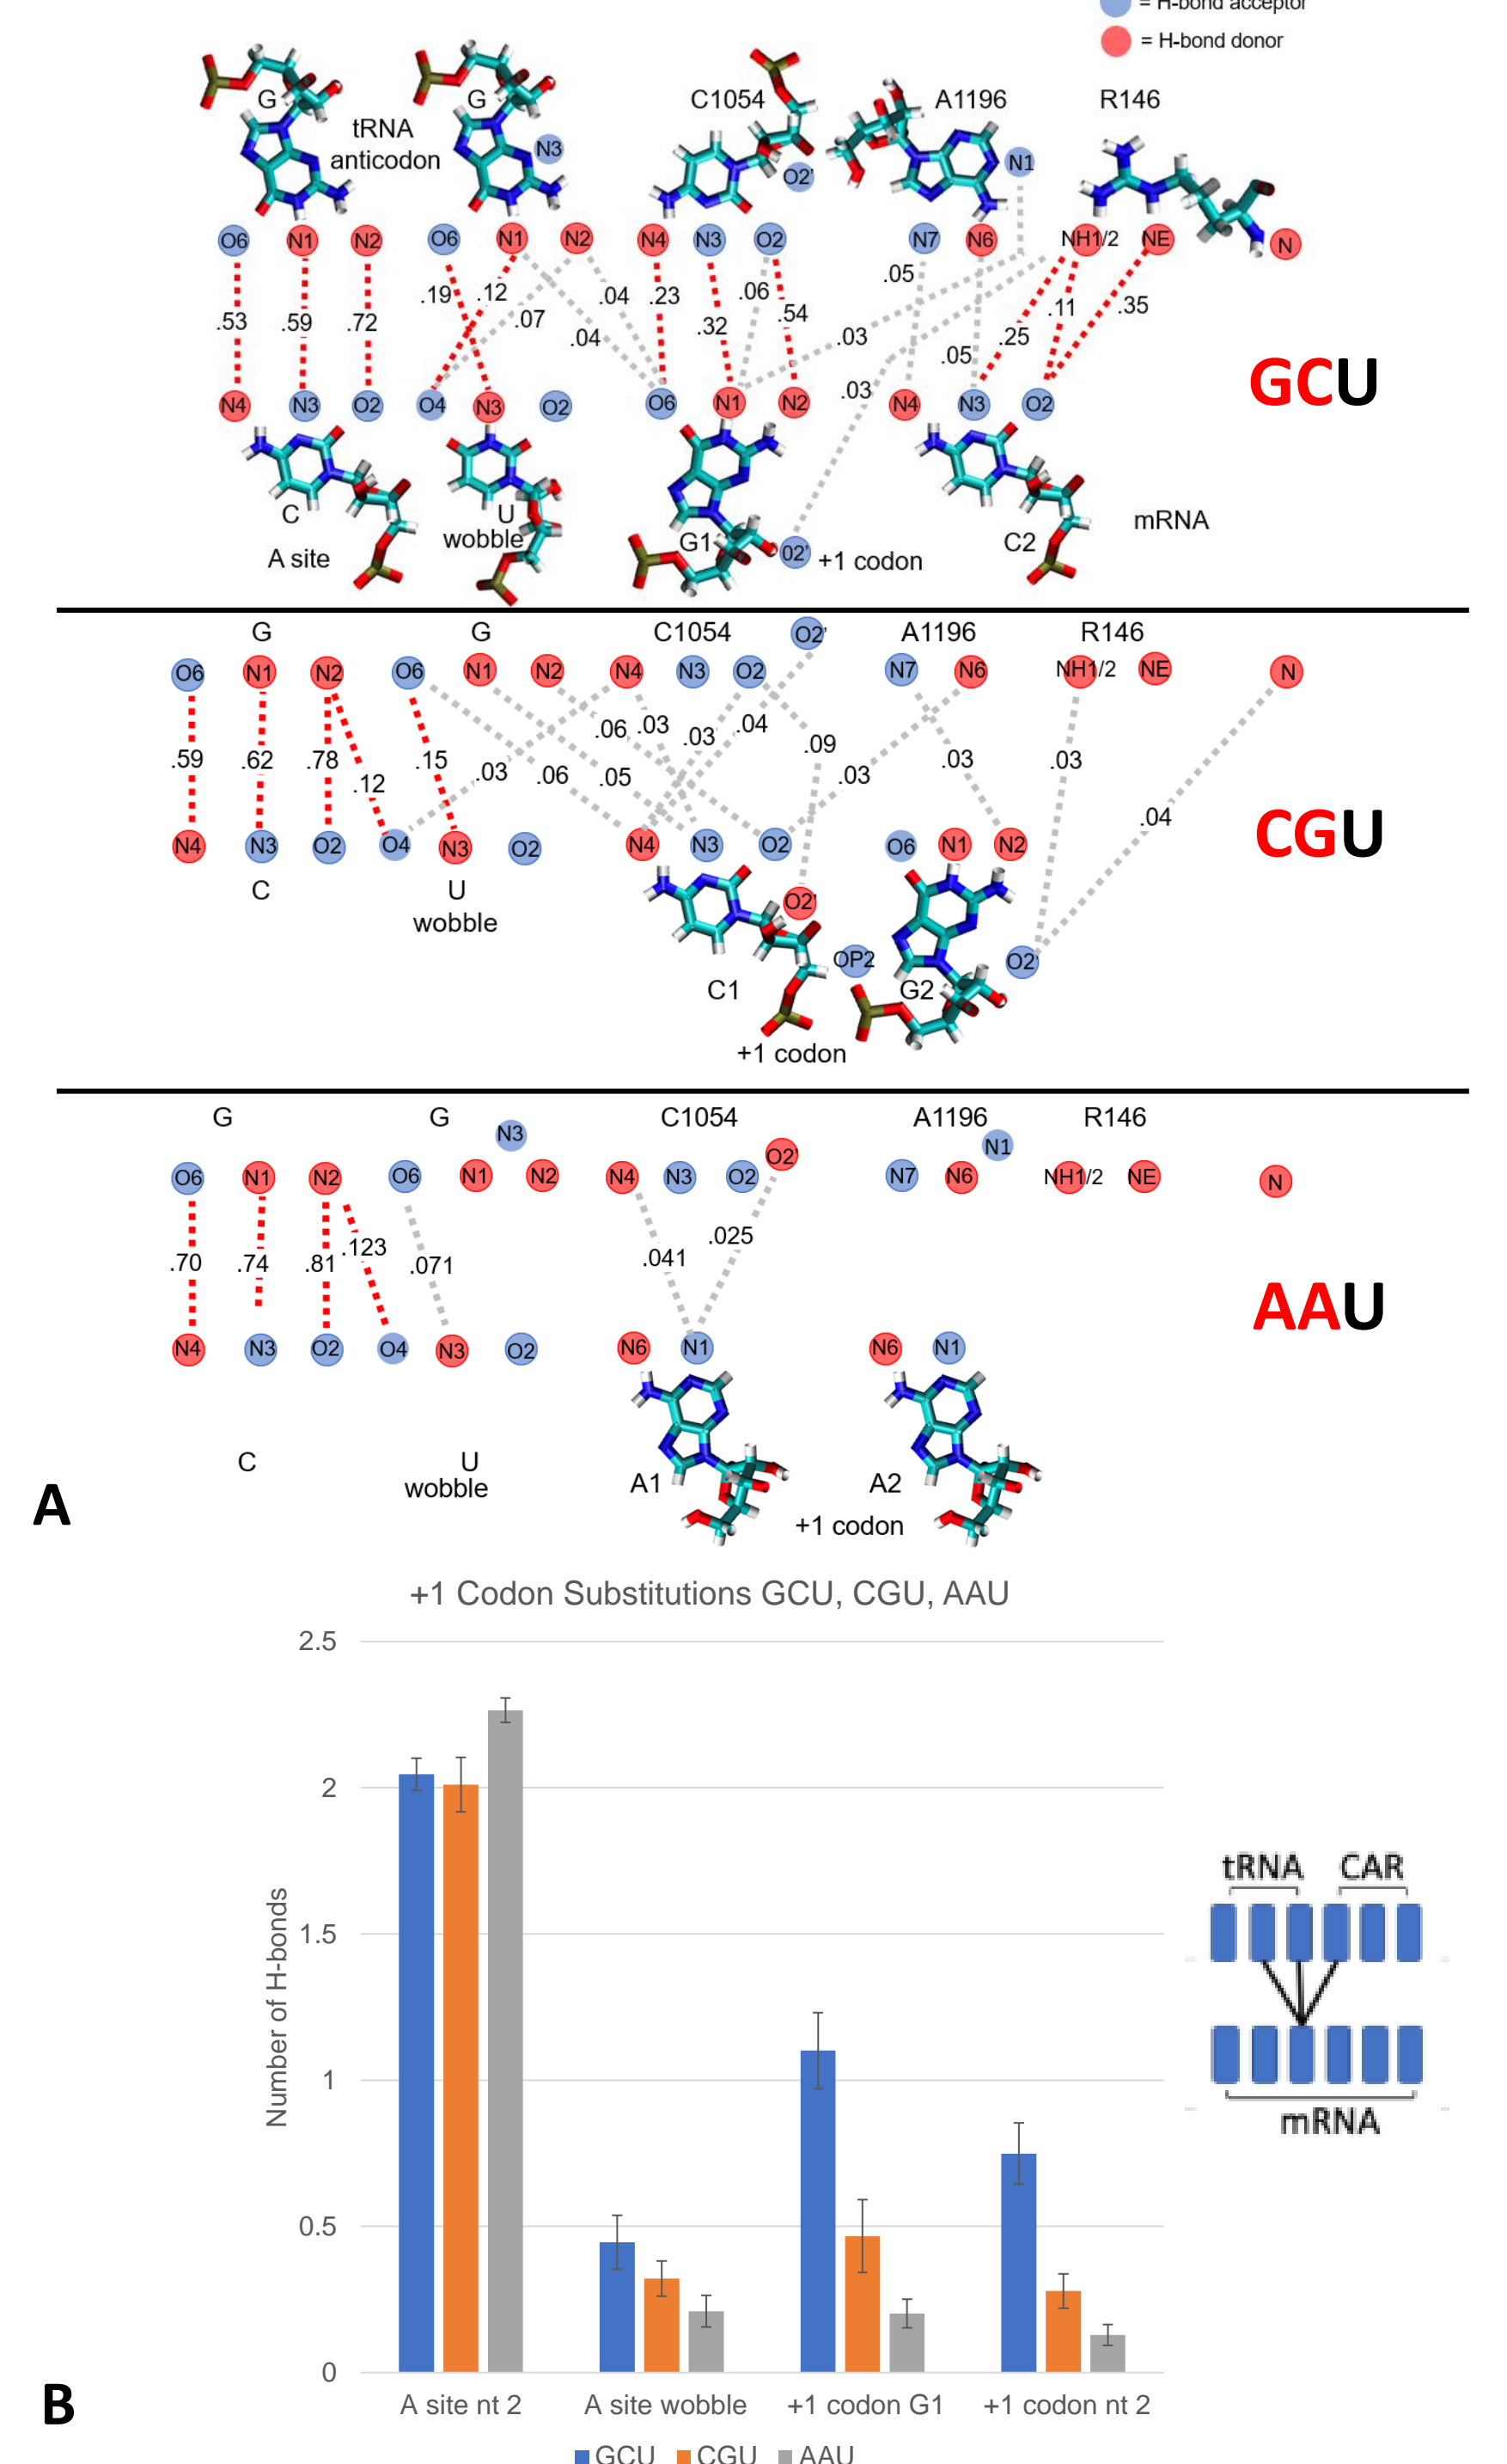 = H-bond acceptor
= H-bond donor
G G C1054 A1196 R146
tRNA
anticodon
N3 O2' N1
O6 N1 N2 O6 N1 N2 N4 N3 O2 N7 N6 NH1/2 NE N
.53 .59 .72 .19 .12 .07 .04 .04 .23 .32 .06 .54 .05 .03 .03 .05 .25 .11 .35
GCU
N4 N3 O2 O4 N3 O2 O6 N1 N2 N4 N3 O2
C U G1 C2 mRNA
wobble
A site 02' +1 codon
G G C1054 O2' A1196 R146
O6 N1 N2 O6 N1 N2 N4 N3 O2 N7 N6 NH1/2 NE N
.59 .62 .78 .12 .15 .03 .06 .05 .06 .03 .03 .04 .09 .03 .03 .03 .04
CGU
N4 N3 O2 O4 N3 O2 N4 N3 O2 O6 N1 N2
C U O2'
wobble
OP2 O2'
C1 G2
+1 codon
G G C1054 A1196 R146
N3 O2' N1
O6 N1 N2 O6 N1 N2 N4 N3 O2 N7 N6 NH1/2 NE N
.70 .74 .81 .123 .071 .041 .025
AAU
N4 N3 O2 O4 N3 O2 N6 N1 N6 N1
C U A1 A2
wobble
+1 codon
A
+1 Codon Substitutions GCU, CGU, AAU
2.5
2
1.5
1
0.5
0
Number of H-bonds
tRNA CAR
mRNA
A site nt 2 A site wobble +1 codon G1 +1 codon nt 2
B
GCU CGU AAU